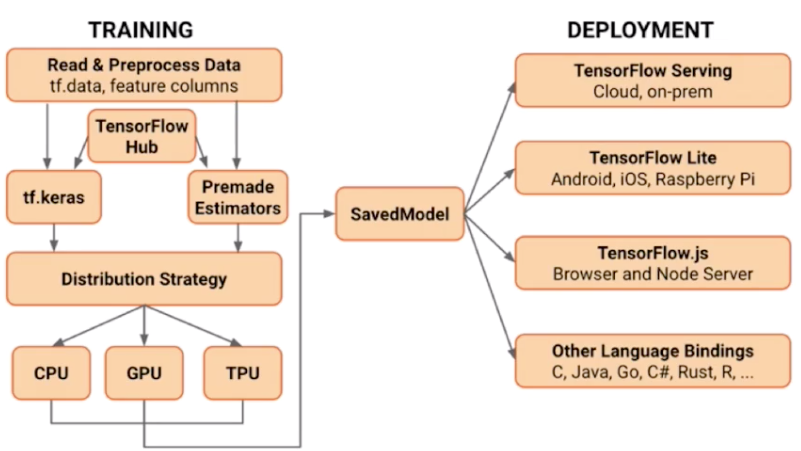 TRAINING
Read & Preprocess Data
tf.data, feature columns
TensorFlow
Hub
tf.keras
Premade
Estimators
Distribution Strategy
CPU
GPU
TPU
SavedModel
DEPLOYMENT
TensorFlow Serving
Cloud, on-prem
TensorFlow Lite
Android, iOS, Raspberry Pi
TensorFlow.js
Browser and Node Server
Other Language Bindings
C, Java, Go, C#, Rust, R, ...